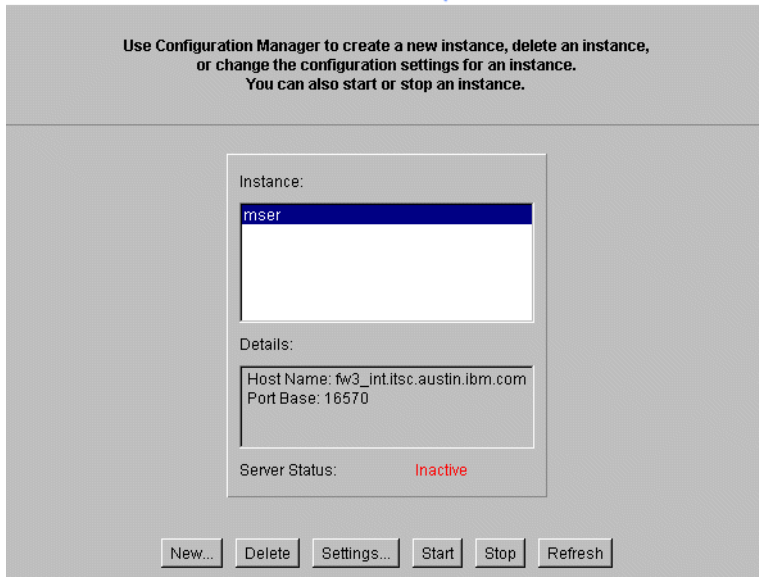 Use Configuration Manager to create a new instance, delete an instance,
or change the configuration settings for an instance.
You can also start or stop an instance.
Instance:
mser
Details:
Host Name: fw3_int.itsc.austin.ibm.com
Port Base: 16570
Server Status: Inactive
New... Delete Settings... Start Stop Refresh